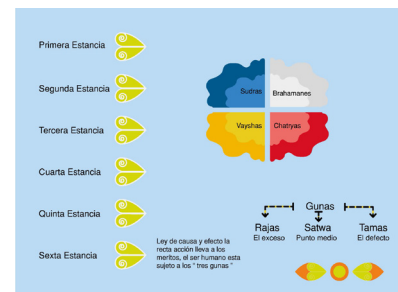 Primera Estancia
Segunda Estancia
Tercera Estancia
Cuarta Estancia
Quinta Estancia
Sexta Estancia
Sudras
Brahamanes
Vayshas
Chatryas
Gunas
Rajas
El exceso
Satwa
Punto medio
Tamas
El defecto
Ley de causa y efecto la
recta acción lleva a los
meritos, el ser humano esta
sujeto a los " tres gunas "